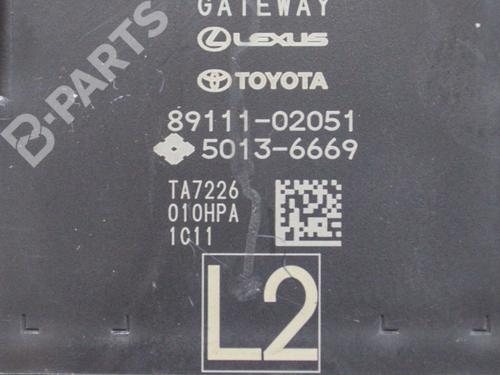 GATEWAY
LEXUS
TOYOTA
89111-02051
5013-6669
TA7226
010HPA
1C11
L2
B-PARTS